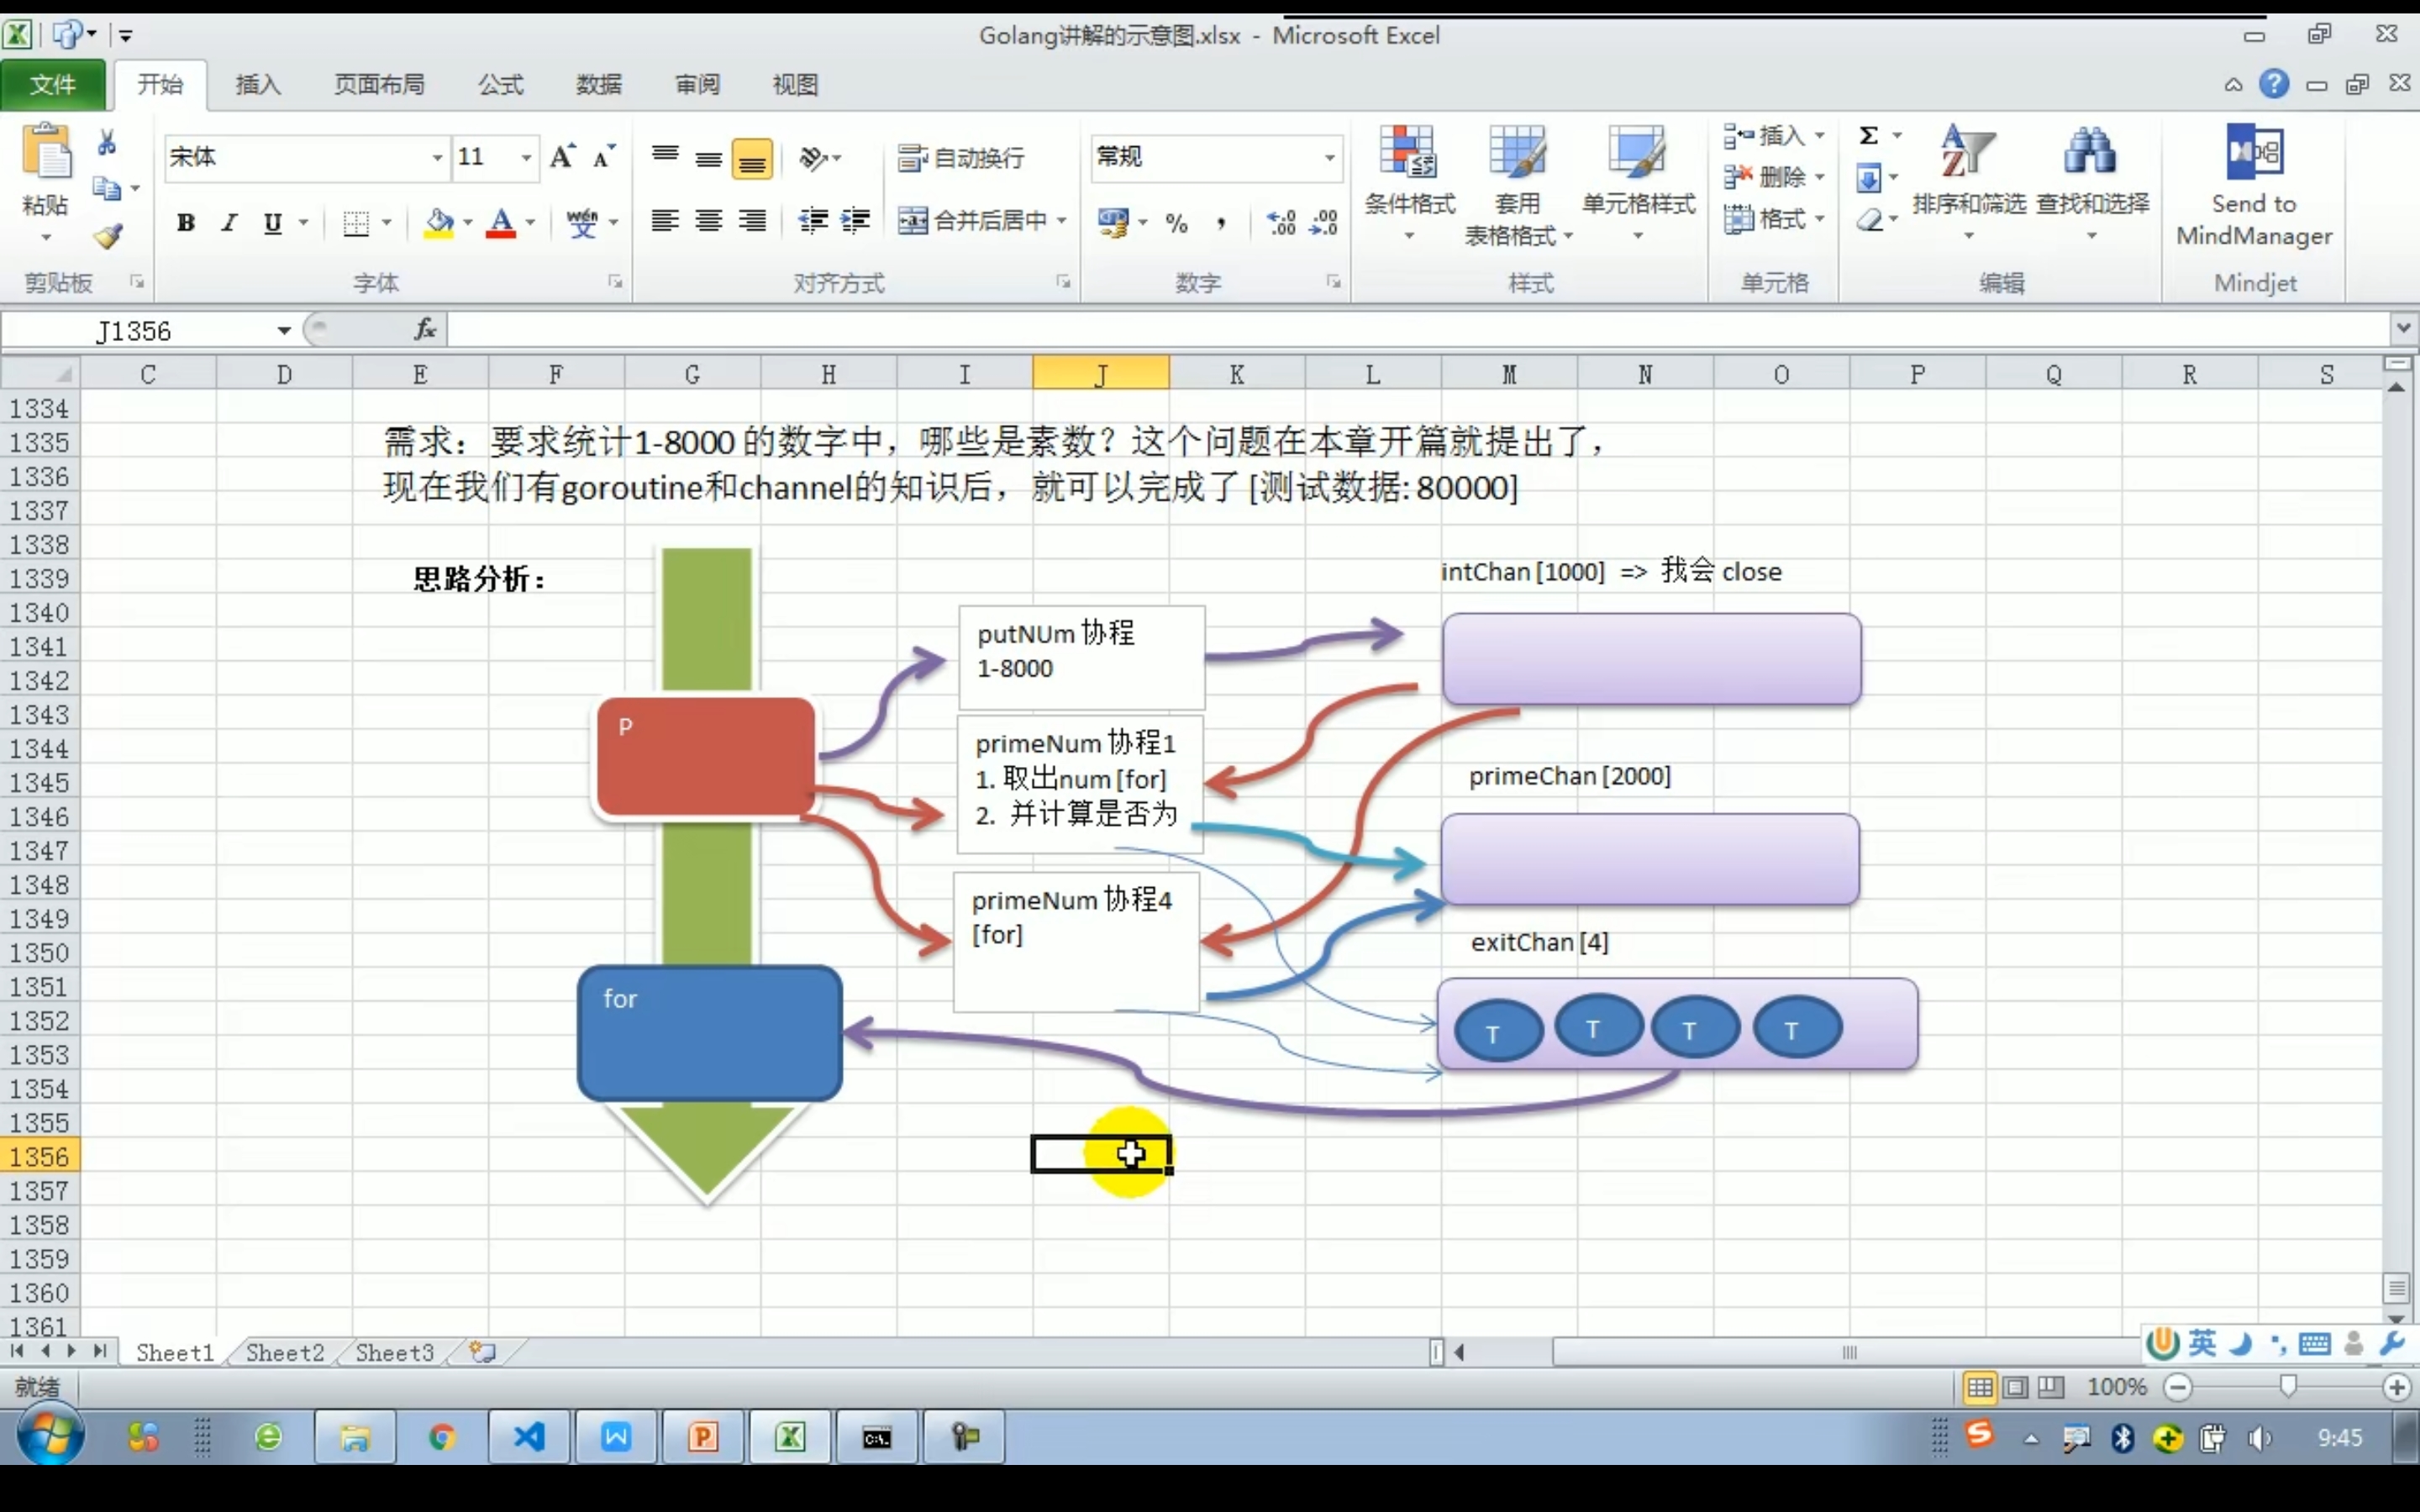 Golang讲解的示意图.xlsx - Microsoft Excel
文件 开始 插入 页面布局 公式 数据 审阅 视图
宋体 11 自动换行 常规 插入 Σ
粘贴 条件格式 套用 单元格样式 删除 排序和筛选 查找和选择 Send to
B I U wén 文 合并后居中 % , 表格格式 格式 MindManager
剪贴板 字体 对齐方式 数字 样式 单元格 编辑 Mindjet
J1356 fx
C D E F G H I J K L M N O P Q R S
1334
1335
1336
1337
1338
1339
1340
1341
1342
1343
1344
1345
1346
1347
1348
1349
1350
1351
1352
1353
1354
1355
1356
1357
1358
1359
1360
1361
需求：要求统计1-8000 的数字中，哪些是素数？这个问题在本章开篇就提出了，
现在我们有goroutine和channel的知识后，就可以完成了 [测试数据: 80000]
思路分析：
intChan [1000] => 我会 close
putNUm 协程
1-8000
P
primeNum 协程1
1. 取出num [for]
2. 并计算是否为
primeChan [2000]
primeNum 协程4
[for]
exitChan [4]
for
T T T T
Sheet1 Sheet2 Sheet3
英
就绪 100%
9:45